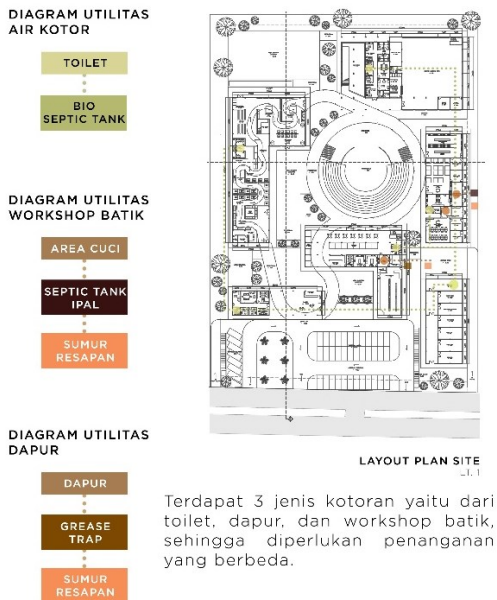 DIAGRAM UTILITAS
AIR KOTOR
TOILET
BIO
SEPTIC TANK
DIAGRAM UTILITAS
WORKSHOP BATIK
AREA CUCI
SEPTIC TANK
IPAL
SUMUR
RESAPAN
DIAGRAM UTILITAS
DAPUR
DAPUR
GREASE
TRAP
SUMUR
RESAPAN
LAYOUT PLAN SITE
LT. 1
Terdapat 3 jenis kotoran yaitu dari
toilet, dapur, dan workshop batik,
sehingga diperlukan penanganan
yang berbeda.